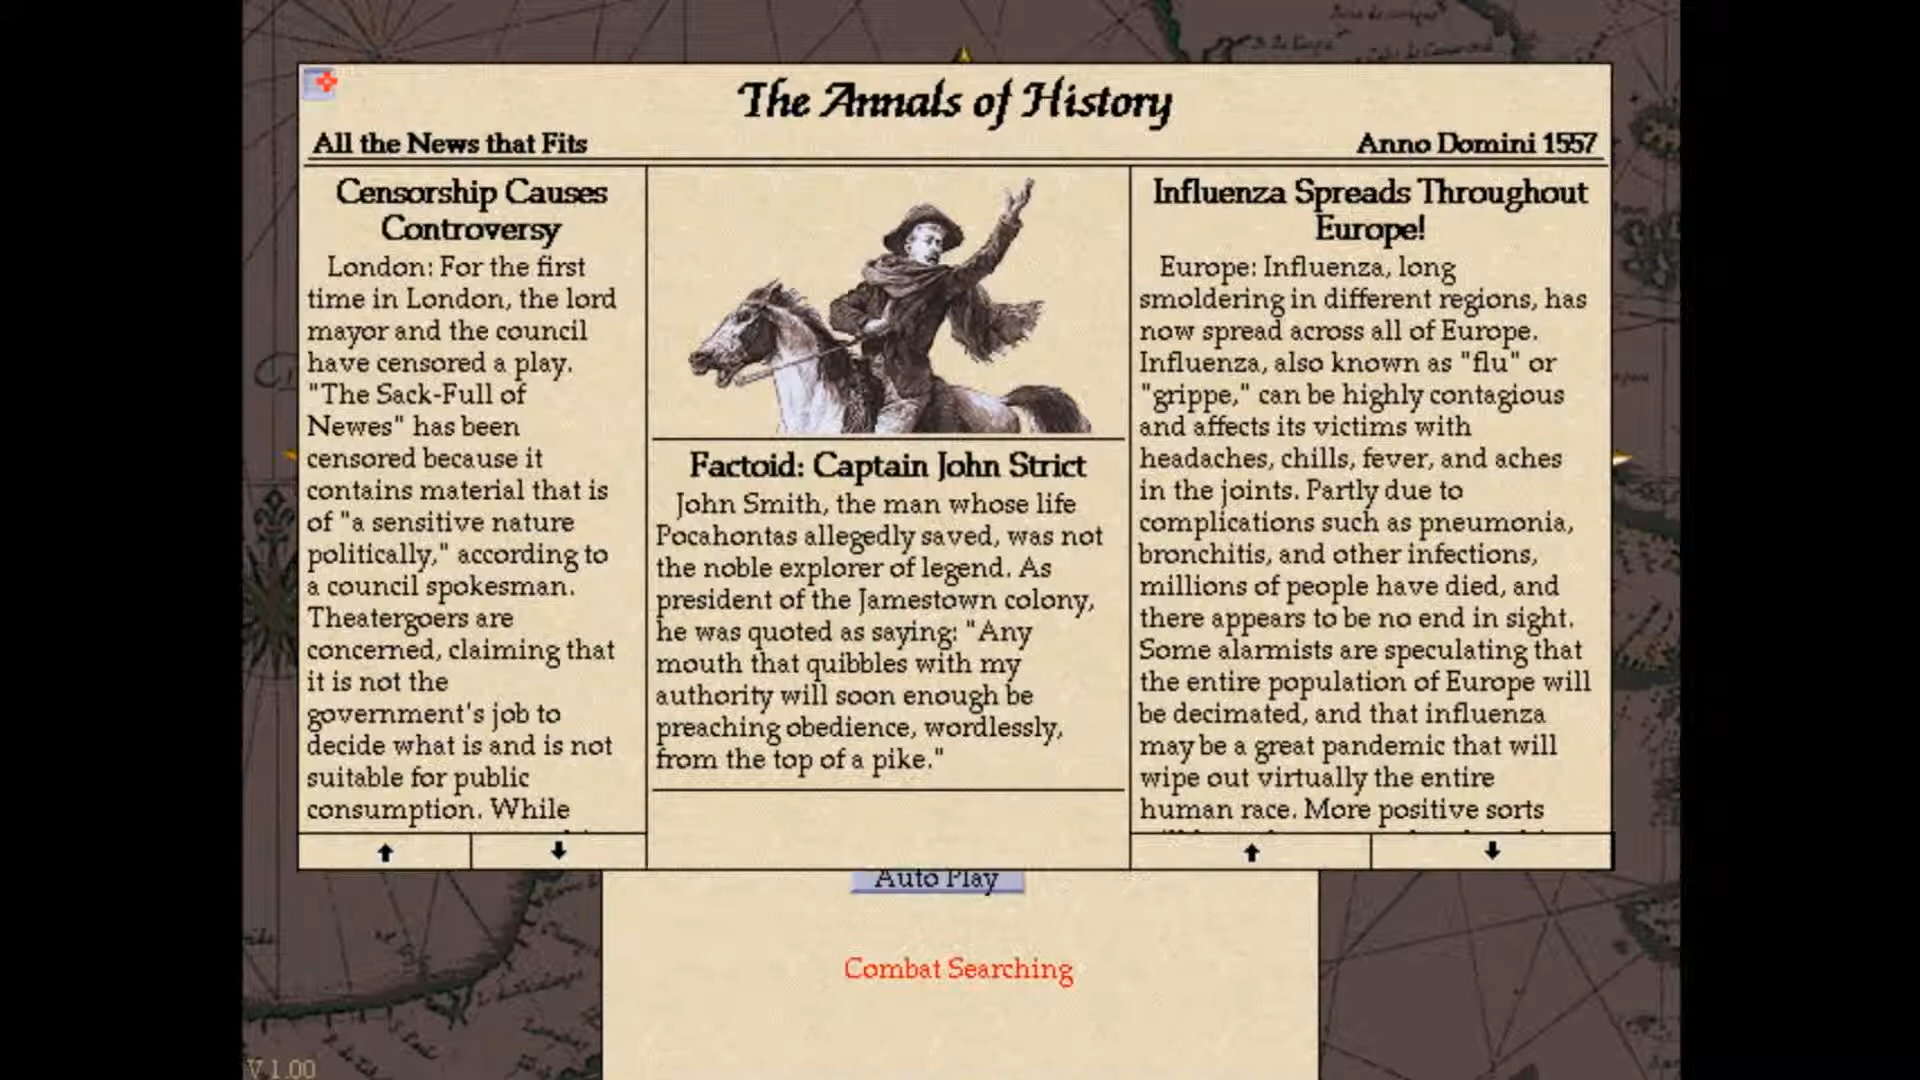 The Annals of History
All the News that Fits
Anno Domini 1557
Censorship Causes
Controversy
London: For the first
time in London, the lord
mayor and the council
have censored a play.
"The Sack-Full of
Newes" has been
censored because it
contains material that is
of "a sensitive nature
politically," according to
a council spokesman.
Theatergoers are
concerned, claiming that
it is not the
government's job to
decide what is and is not
suitable for public
consumption. While
Factoid: Captain John Strict
John Smith, the man whose life
Pocahontas allegedly saved, was not
the noble explorer of legend. As
president of the Jamestown colony,
he was quoted as saying: "Any
mouth that quibbles with my
authority will soon enough be
preaching obedience, wordlessly,
from the top of a pike."
Influenza Spreads Throughout
Europe!
Europe: Influenza, long
smoldering in different regions, has
now spread across all of Europe.
Influenza, also known as "flu" or
"grippe," can be highly contagious
and affects its victims with
headaches, chills, fever, and aches
in the joints. Partly due to
complications such as pneumonia,
bronchitis, and other infections,
millions of people have died, and
there appears to be no end in sight.
Some alarmists are speculating that
the entire population of Europe will
be decimated, and that influenza
may be a great pandemic that will
wipe out virtually the entire
human race. More positive sorts
Auto Play
Combat Searching
V 1.00